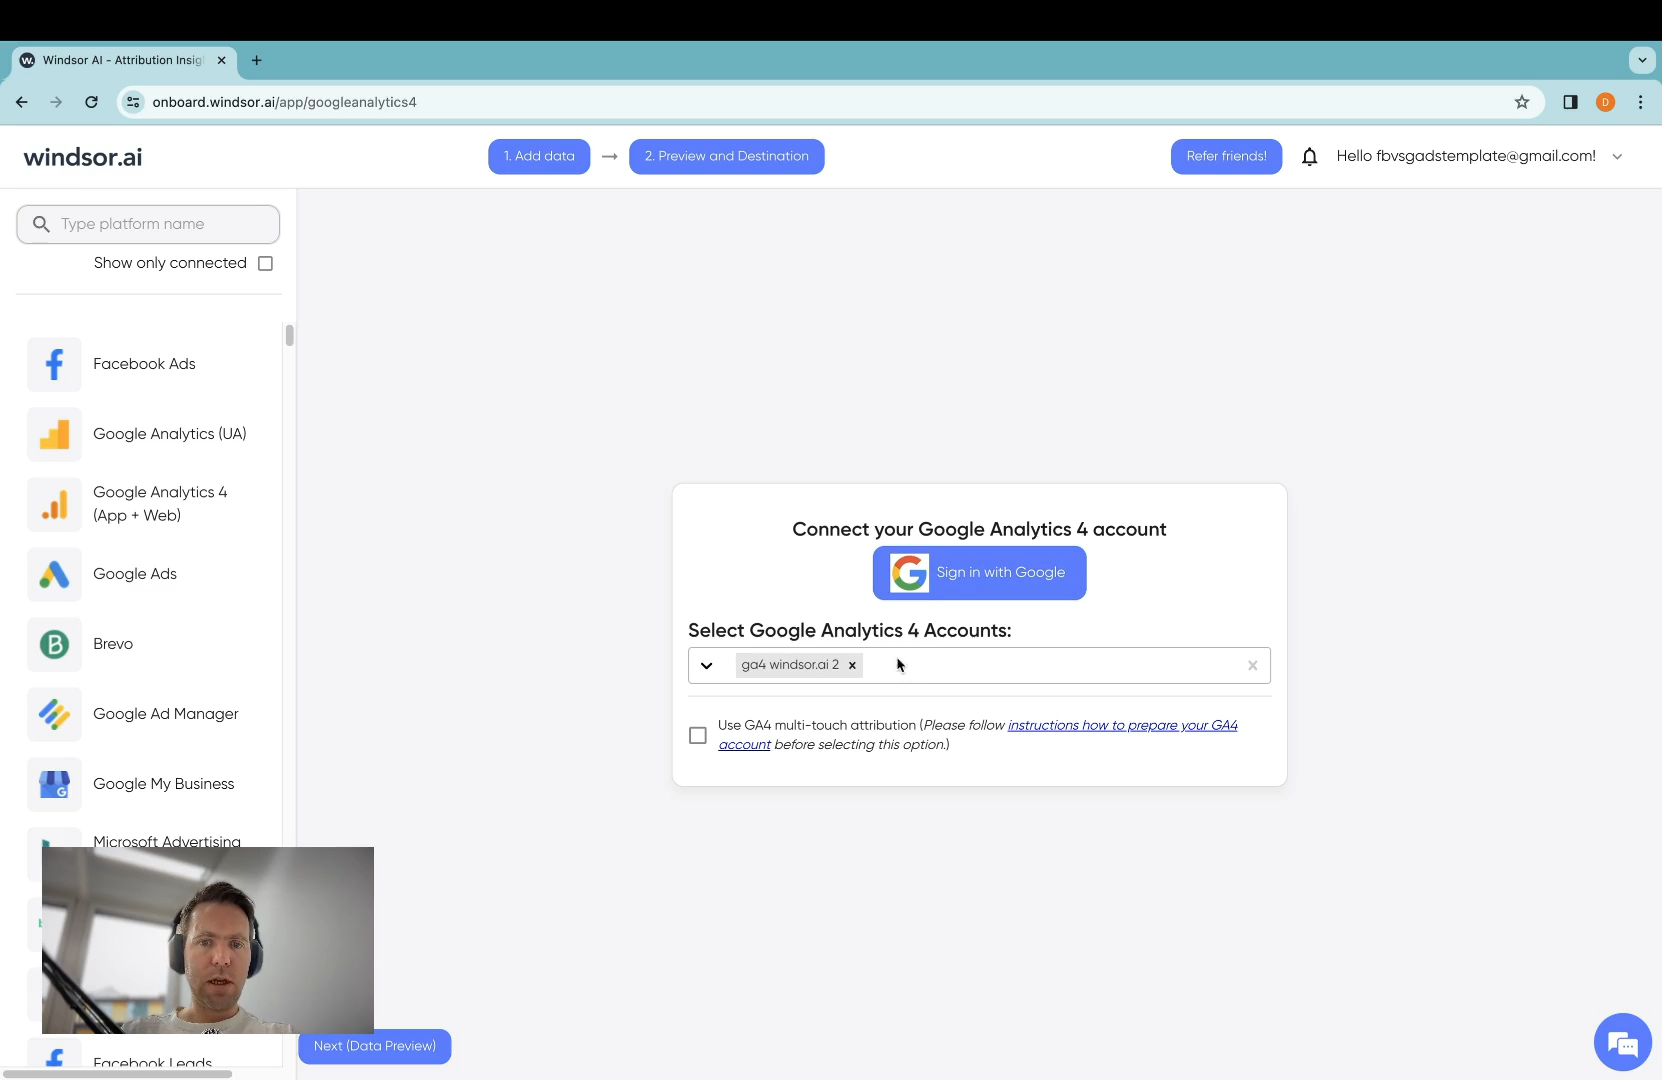 Windsor AI - Attribution Insig
onboard.windsor.ai/app/googleanalytics4
D
windsor.ai
1. Add data
2. Preview and Destination
Refer friends!
Hello fbvsgadstemplate@gmail.com!
Type platform name
Show only connected
Facebook Ads
Google Analytics (UA)
Google Analytics 4
(App + Web)
Google Ads
Brevo
Google Ad Manager
Google My Business
Microsoft Advertising
Facebook Leads
Connect your Google Analytics 4 account
Sign in with Google
Select Google Analytics 4 Accounts:
ga4 windsor.ai 2
Use GA4 multi-touch attribution (Please follow instructions how to prepare your GA4
account before selecting this option.)
Next (Data Preview)